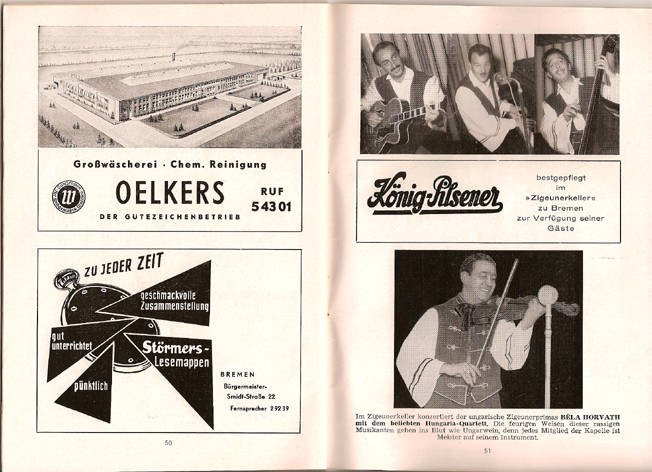 Großwäscherei · Chem. Reinigung
OELKERS
RUF
54301
DER GÜTEZEICHENBETRIEB
ZU JEDER ZEIT
geschmackvolle
Zusammenstellung
gut
unterrichtet
Störmers-
Lesemappen
pünktlich
BREMEN
Bürgermeister-
Smidt-Straße 22
Fernsprecher 29239
50
König-Pilsener
bestgepflegt
im
»Zigeunerkeller«
zu Bremen
zur Verfügung seiner
Gäste
Im Zigeunerkeller konzertiert der ungarische Zigeunerprimas BÉLA HORVATH
mit dem beliebten Hungaria-Quartett. Die feurigen Weisen dieser rassigen
Musikanten gehen ins Blut wie Ungarwein, denn jedes Mitglied der Kapelle ist
Meister auf seinem Instrument.
51